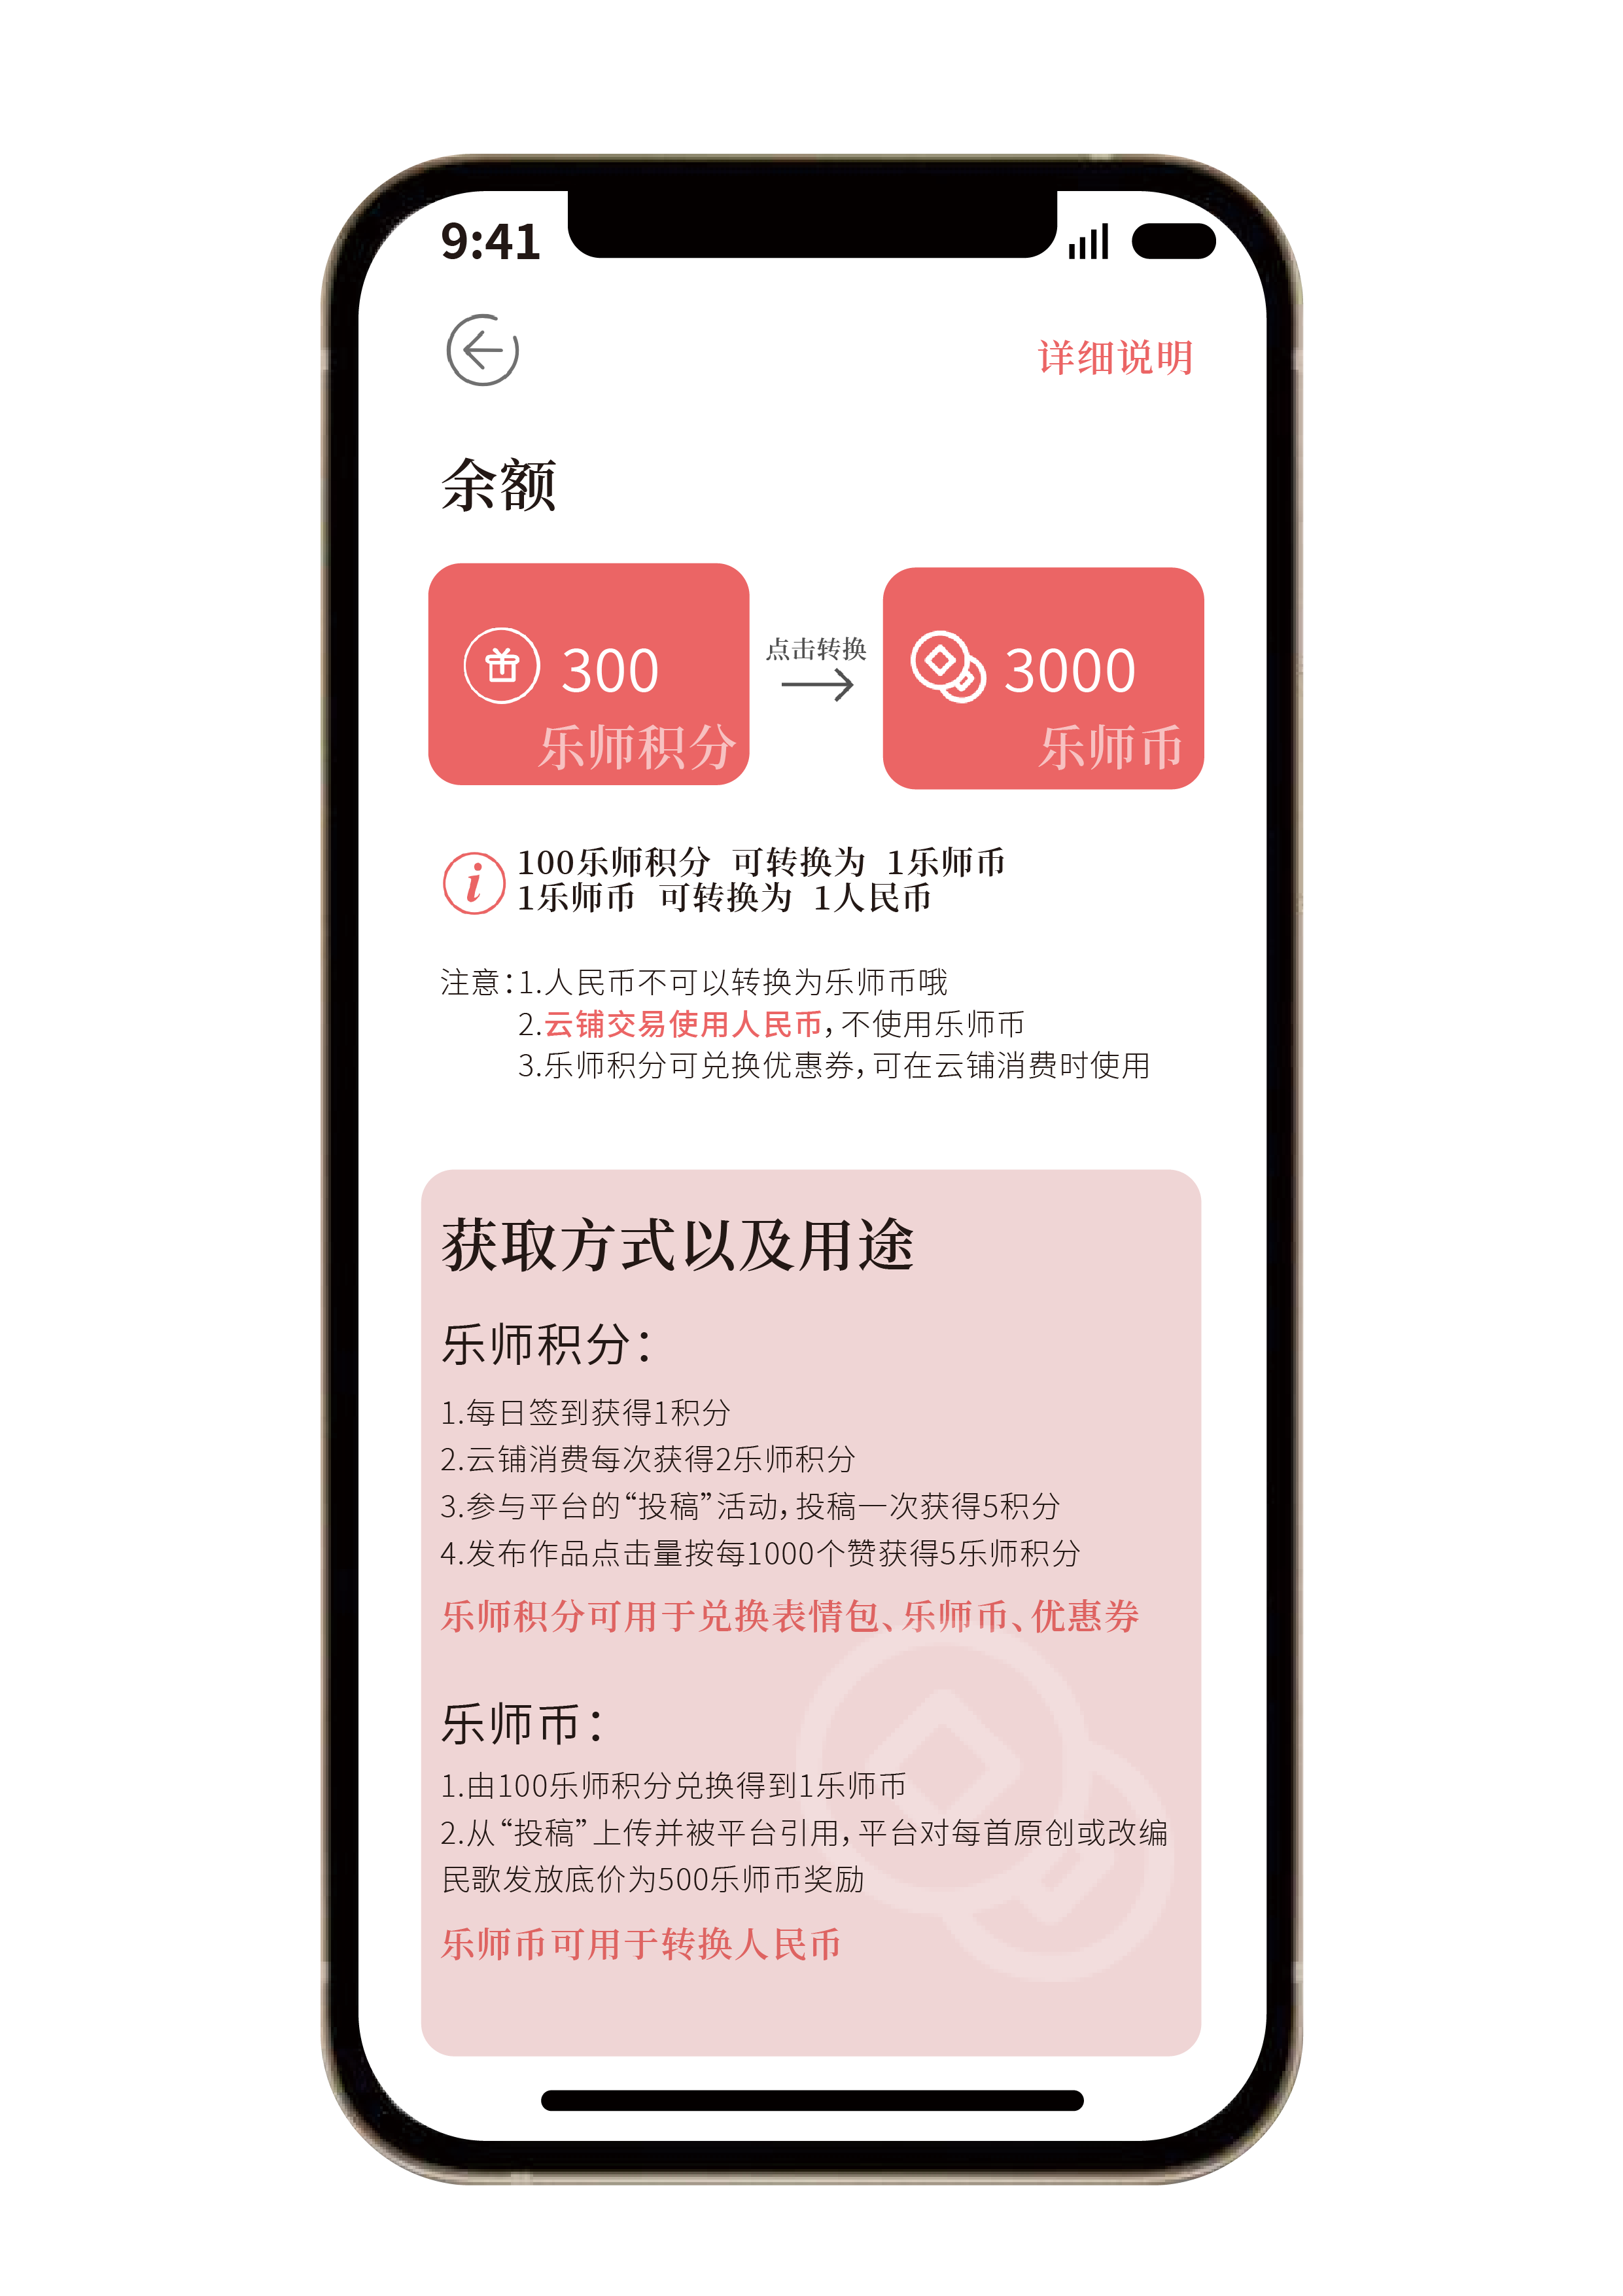 9:41
详细说明
余额
300
乐师积分
点击转换
3000
乐师币
100乐师积分 可转换为 1乐师币
1乐师币 可转换为 1人民币
注意：1.人民币不可以转换为乐师币哦
2.云铺交易使用人民币，不使用乐师币
3.乐师积分可兑换优惠券，可在云铺消费时使用
获取方式以及用途
乐师积分：
1.每日签到获得1积分
2.云铺消费每次获得2乐师积分
3.参与平台的“投稿”活动，投稿一次获得5积分
4.发布作品点击量按每1000个赞获得5乐师积分
乐师积分可用于兑换表情包、乐师币、优惠券
乐师币：
1.由100乐师积分兑换得到1乐师币
2.从“投稿”上传并被平台引用，平台对每首原创或改编
民歌发放底价为500乐师币奖励
乐师币可用于转换人民币